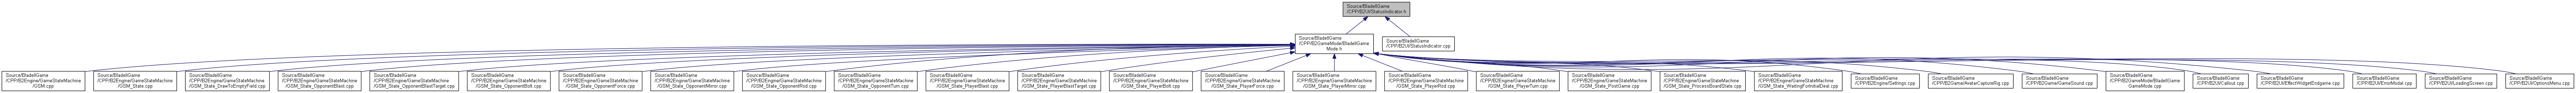 Source/BladeIIGame
/CPP/B2UI/StatusIndicator.h
Source/BladeIIGame
/CPP/B2GameMode/BladeIIGame
Mode.h
Source/BladeIIGame
/CPP/B2UI/StatusIndicator.cpp
Source/BladeIIGame
/CPP/B2Engine/GameStateMachine
/GSM.cpp
Source/BladeIIGame
/CPP/B2Engine/GameStateMachine
/GSM_State.cpp
Source/BladeIIGame
/CPP/B2Engine/GameStateMachine
/GSM_State_DrawToEmptyField.cpp
Source/BladeIIGame
/CPP/B2Engine/GameStateMachine
/GSM_State_OpponentBlast.cpp
Source/BladeIIGame
/CPP/B2Engine/GameStateMachine
/GSM_State_OpponentBlastTarget.cpp
Source/BladeIIGame
/CPP/B2Engine/GameStateMachine
/GSM_State_OpponentBolt.cpp
Source/BladeIIGame
/CPP/B2Engine/GameStateMachine
/GSM_State_OpponentForce.cpp
Source/BladeIIGame
/CPP/B2Engine/GameStateMachine
/GSM_State_OpponentMirror.cpp
Source/BladeIIGame
/CPP/B2Engine/GameStateMachine
/GSM_State_OpponentRod.cpp
Source/BladeIIGame
/CPP/B2Engine/GameStateMachine
/GSM_State_OpponentTurn.cpp
Source/BladeIIGame
/CPP/B2Engine/GameStateMachine
/GSM_State_PlayerBlast.cpp
Source/BladeIIGame
/CPP/B2Engine/GameStateMachine
/GSM_State_PlayerBlastTarget.cpp
Source/BladeIIGame
/CPP/B2Engine/GameStateMachine
/GSM_State_PlayerBolt.cpp
Source/BladeIIGame
/CPP/B2Engine/GameStateMachine
/GSM_State_PlayerForce.cpp
Source/BladeIIGame
/CPP/B2Engine/GameStateMachine
/GSM_State_PlayerMirror.cpp
Source/BladeIIGame
/CPP/B2Engine/GameStateMachine
/GSM_State_PlayerRod.cpp
Source/BladeIIGame
/CPP/B2Engine/GameStateMachine
/GSM_State_PlayerTurn.cpp
Source/BladeIIGame
/CPP/B2Engine/GameStateMachine
/GSM_State_PostGame.cpp
Source/BladeIIGame
/CPP/B2Engine/GameStateMachine
/GSM_State_ProcessBoardState.cpp
Source/BladeIIGame
/CPP/B2Engine/GameStateMachine
/GSM_State_WaitingForInitialDeal.cpp
Source/BladeIIGame
/CPP/B2Engine/Settings.cpp
Source/BladeIIGame
/CPP/B2Game/AvatarCaptureRig.cpp
Source/BladeIIGame
/CPP/B2Game/GameSound.cpp
Source/BladeIIGame
/CPP/B2GameMode/BladeIIGame
GameMode.cpp
Source/BladeIIGame
/CPP/B2UI/Callout.cpp
Source/BladeIIGame
/CPP/B2UI/EffectWidgetEndgame.cpp
Source/BladeIIGame
/CPP/B2UI/ErrorModal.cpp
Source/BladeIIGame
/CPP/B2UI/LoadingScreen.cpp
Source/BladeIIGame
/CPP/B2UI/OptionsMenu.cpp